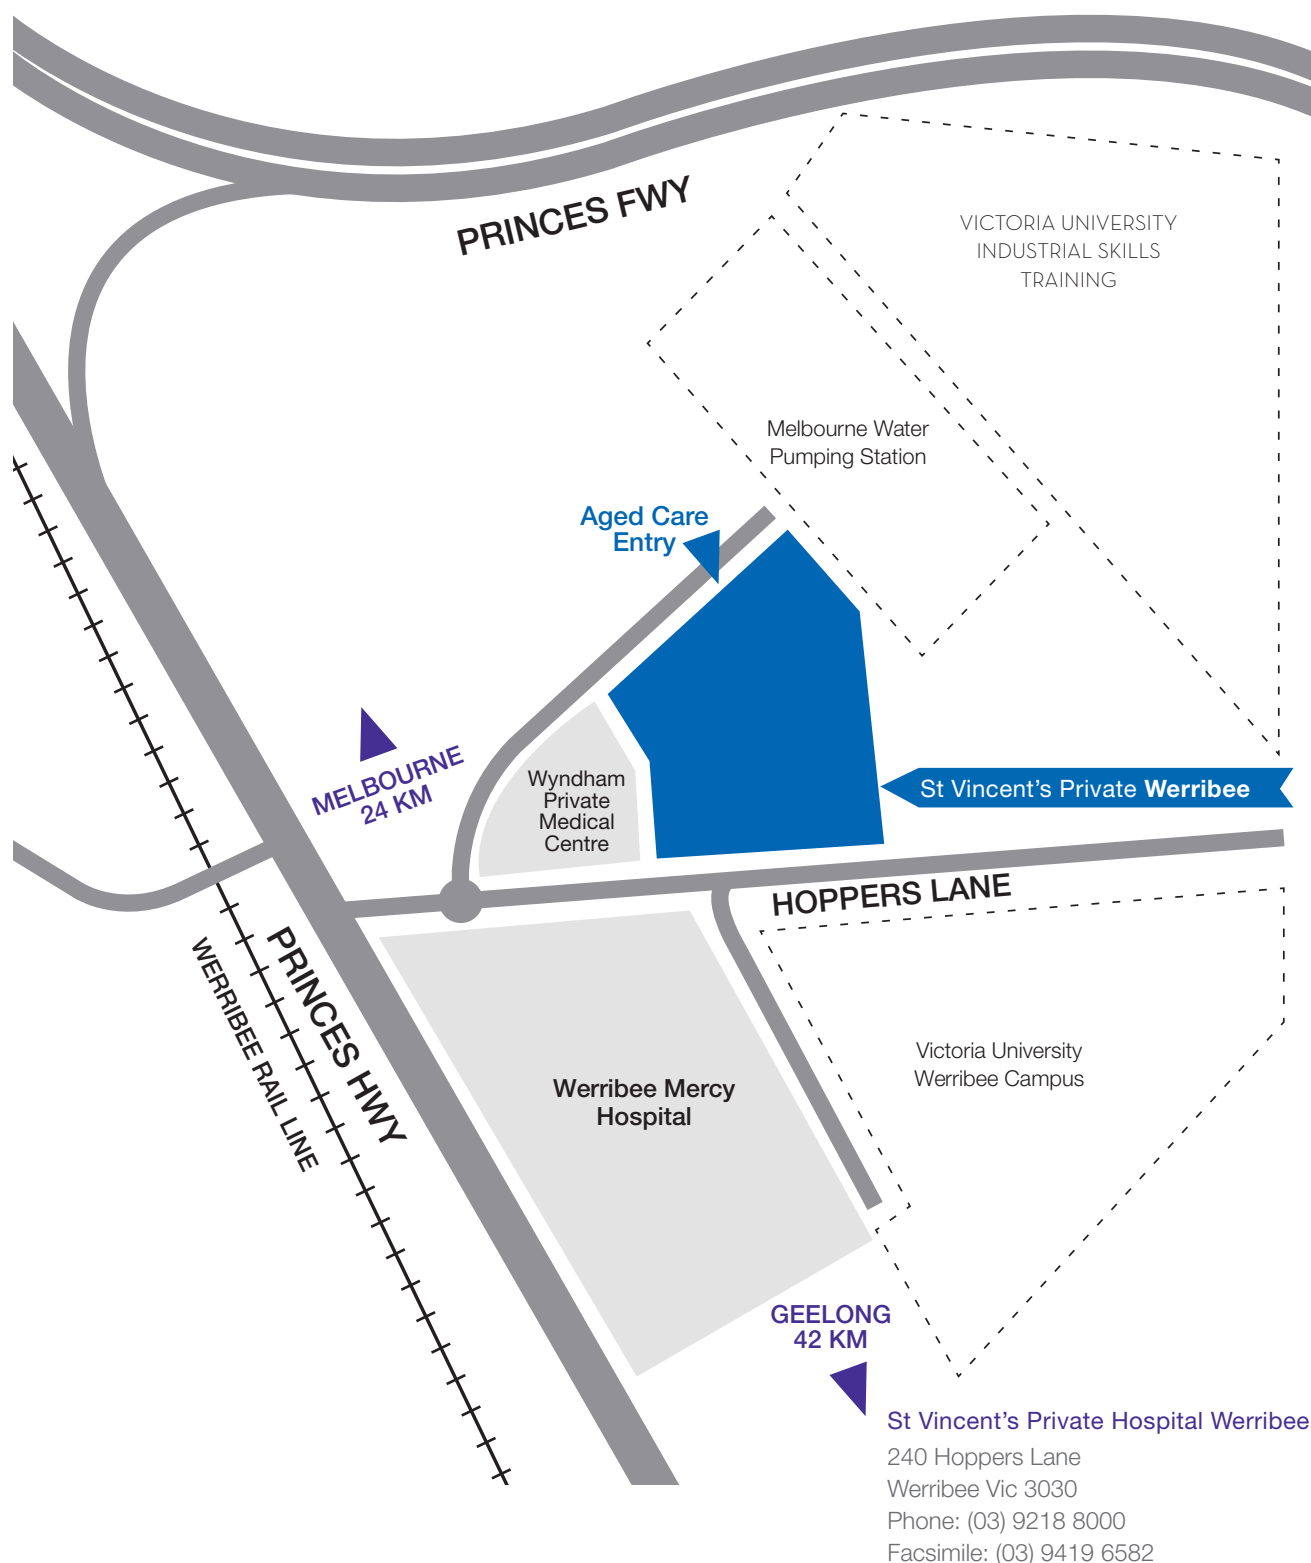 PRINCES FWY
VICTORIA UNIVERSITY
INDUSTRIAL SKILLS
TRAINING
Melbourne Water
Pumping Station
Aged Care
Entry
MELBOURNE
24 KM
Wyndham
Private
Medical
Centre
St Vincent's Private Werribee
HOPPERS LANE
WERRIBEE RAIL LINE
PRINCES HWY
Werribee Mercy
Hospital
Victoria University
Werribee Campus
GEELONG
42 KM
St Vincent's Private Hospital Werribee
240 Hoppers Lane
Werribee Vic 3030
Phone: (03) 9218 8000
Facsimile: (03) 9419 6582